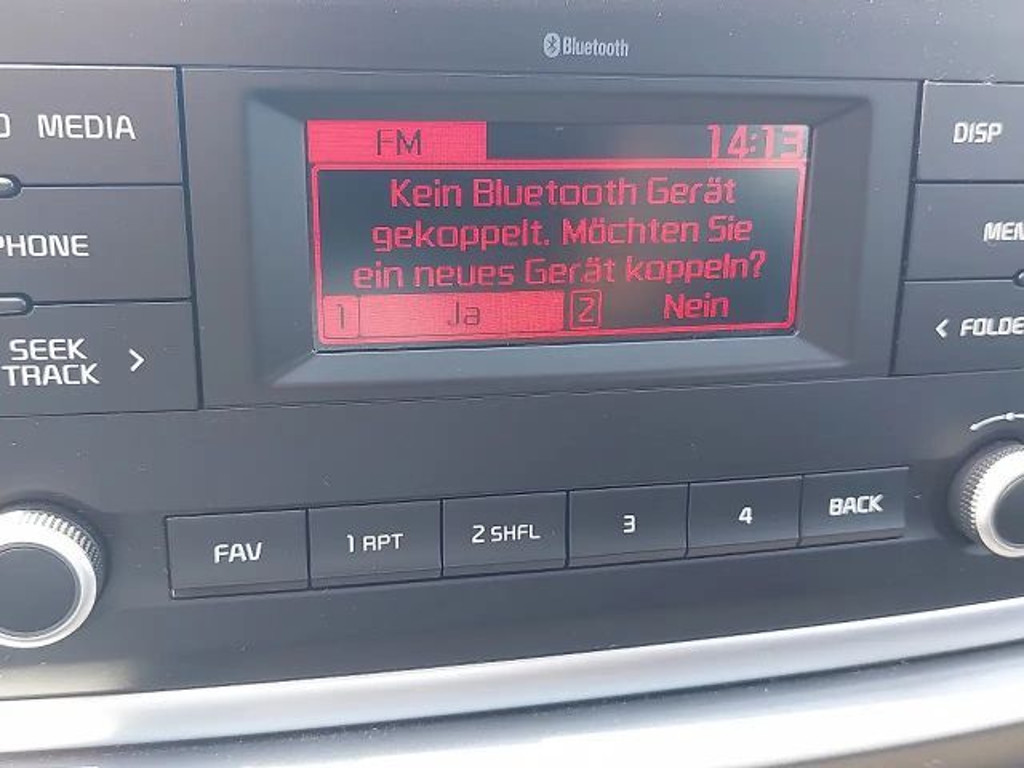 Bluetooth
MEDIA
DISP
FM
14:13
Kein Bluetooth Gerät
gekoppelt. Möchten Sie
ein neues Gerät koppeln?
1 Ja 2 Nein
PHONE
SEEK
TRACK >
< FOLDE
FAV
1 RPT
2 SHFL
3
4
BACK